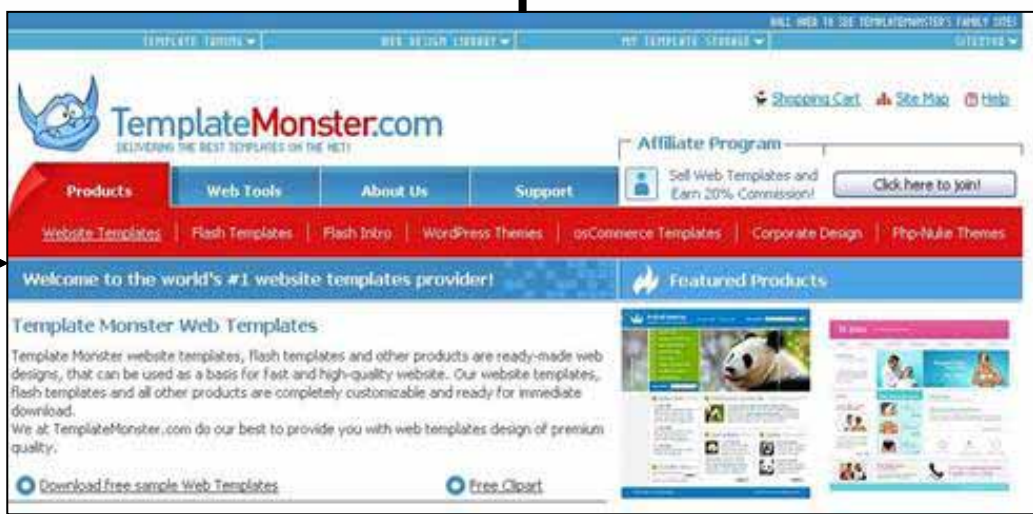 ROLL OVER TO SEE TEMPLATEMONSTER'S FAMILY SITES
TEMPLATE TUNING
WEB DESIGN LIBRARY
MY TEMPLATE STORAGE
TemplateMonster.com
DELIVERING THE BEST TEMPLATES ON THE NET!
Shopping Cart
Site Map
Help
Affiliate Program
Sell Web Templates and
Earn 20% Commission!
Click here to join!
Products
Web Tools
About Us
Support
Website Templates | Flash Templates | Flash Intro | WordPress Themes | osCommerce Templates | Corporate Design | Php-Nuke Themes
Welcome to the world's #1 website templates provider!
Featured Products
Template Monster Web Templates
Template Monster website templates, flash templates and other products are ready-made web
designs, that can be used as a basis for fast and high-quality website. Our website templates,
flash templates and all other products are completely customizable and ready for immediate
download.
We at TemplateMonster.com do our best to provide you with web templates design of premium
quality.
Download free sample Web Templates
Free Clipart